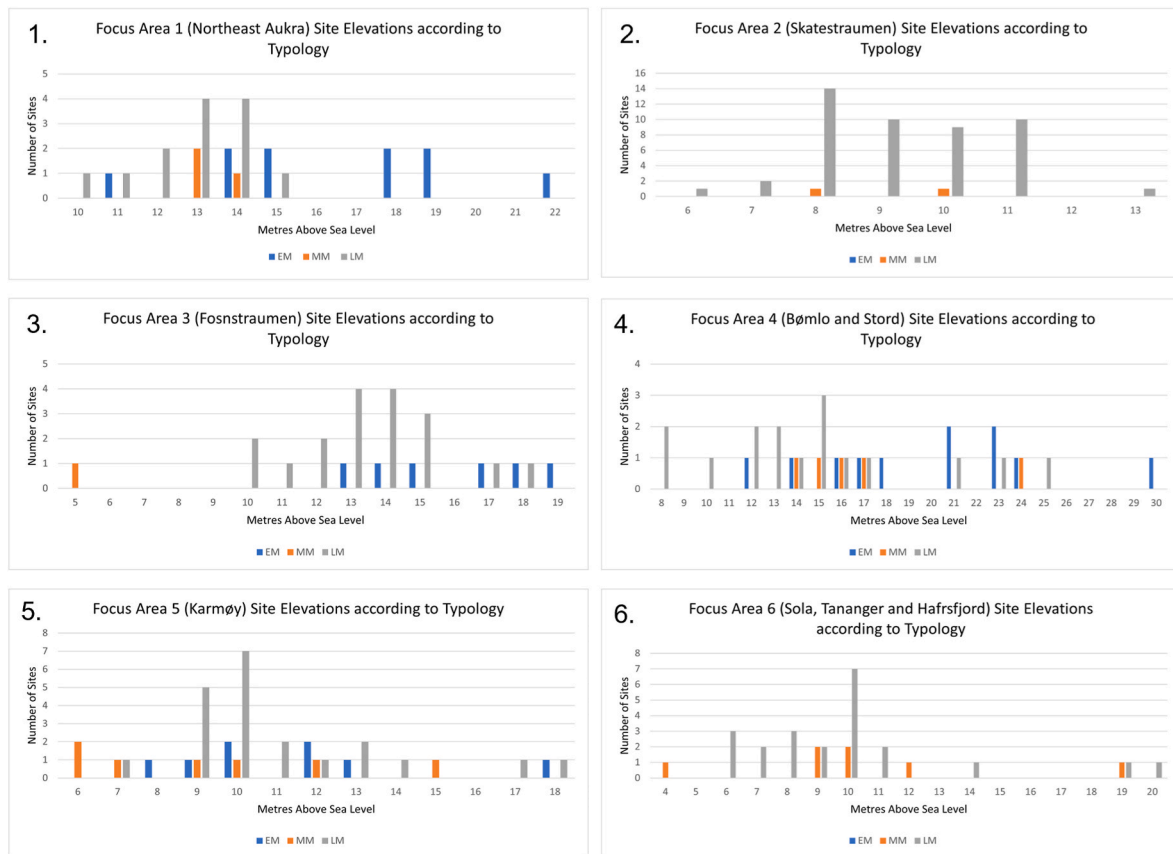 1.
Focus Area 1 (Northeast Aukra) Site Elevations according to
Typology
Number of Sites
5
4
3
2
1
0
10 11 12 13 14 15 16 17 18 19 20 21 22
Metres Above Sea Level
EM MM LM
2.
Focus Area 2 (Skatestraumen) Site Elevations according to
Typology
Number of Sites
16
14
12
10
8
6
4
2
0
6 7 8 9 10 11 12 13
Metres Above Sea Level
EM MM LM
3.
Focus Area 3 (Fosnstraumen) Site Elevations according to
Typology
Number of Sites
5
4
3
2
1
0
5 6 7 8 9 10 11 12 13 14 15 16 17 18 19
Metres Above Sea Level
EM MM LM
4.
Focus Area 4 (Bømlo and Stord) Site Elevations according to
Typology
Number of Sites
4
3
2
1
0
8 9 10 11 12 13 14 15 16 17 18 19 20 21 22 23 24 25 26 27 28 29 30
Metres Above Sea Level
EM MM LM
5.
Focus Area 5 (Karmøy) Site Elevations according to Typology
Number of Sites
8
7
6
5
4
3
2
1
0
6 7 8 9 10 11 12 13 14 15 16 17 18
Metres Above Sea Level
EM MM LM
6.
Focus Area 6 (Sola, Tananger and Hafrsfjord) Site Elevations
according to Typology
Number of Sites
8
7
6
5
4
3
2
1
0
4 5 6 7 8 9 10 11 12 13 14 15 16 17 18 19 20
Metres Above Sea Level
EM MM LM